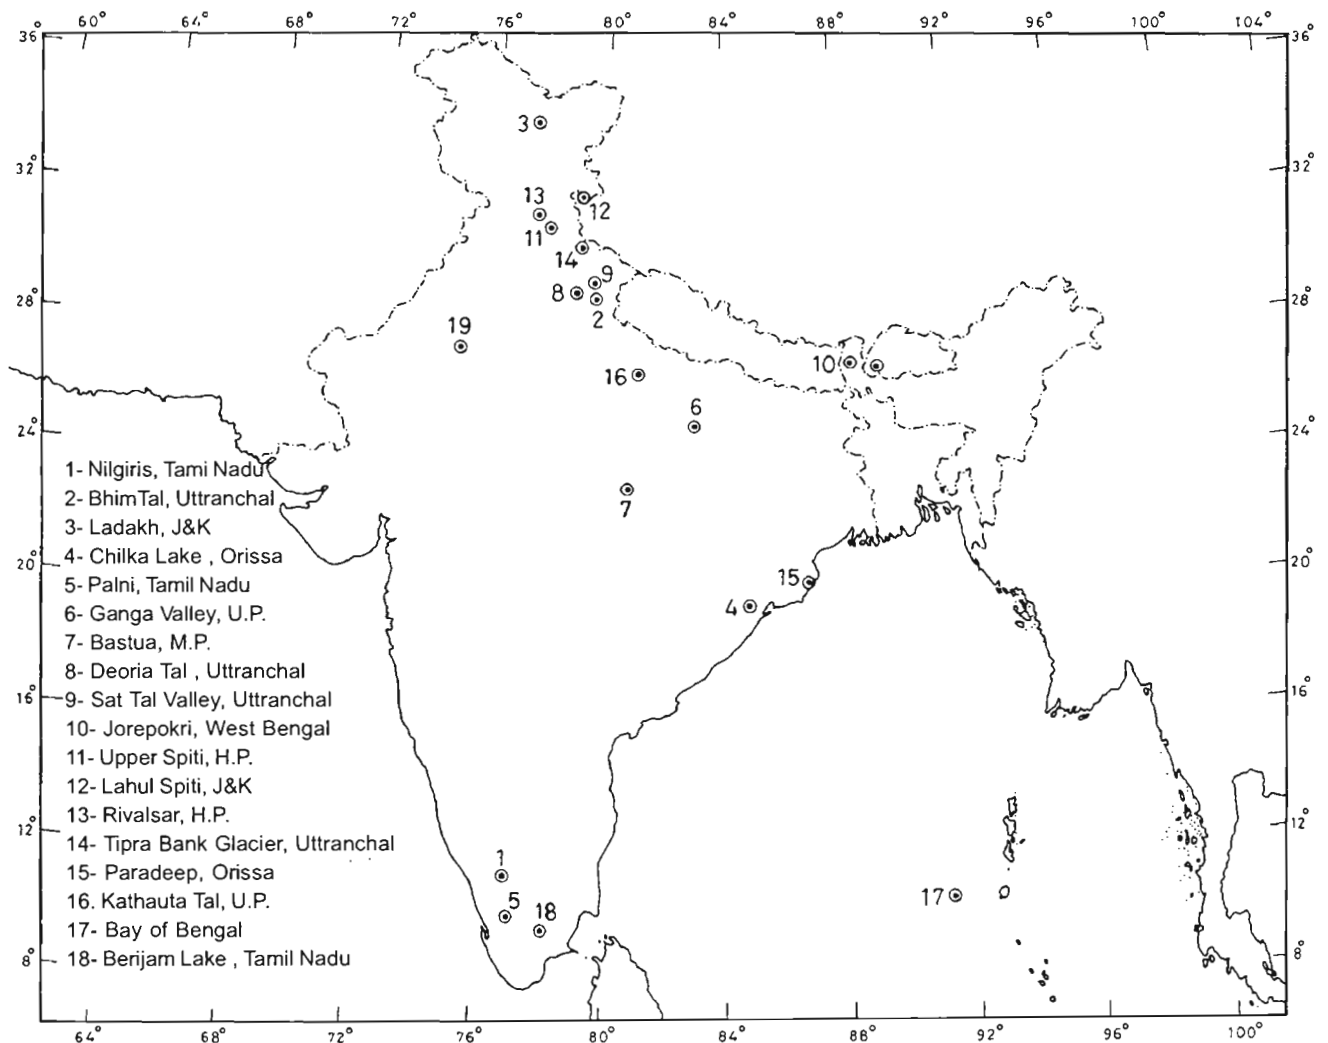 60° 64° 68° 72° 76° 80° 84° 88° 92° 96° 100° 104°
36° 36°
3
32° 32°
13 12
11
14
9
8
28° 28°
2
19
10
16
6
24° 24°
1- Nilgiris, Tami Nadu
2- BhimTal, Uttranchal
7
3- Ladakh, J&K
4- Chilka Lake , Orissa
20° 20°
15
5- Palni, Tamil Nadu
4
6- Ganga Valley, U.P.
7- Bastua, M.P.
8- Deoria Tal , Uttranchal
16° 16°
9- Sat Tal Valley, Uttranchal
10- Jorepokri, West Bengal
11- Upper Spiti, H.P.
12- Lahul Spiti, J&K
13- Rivalsar, H.P.
12° 12°
14- Tipra Bank Glacier, Uttranchal
1
15- Paradeep, Orissa
16. Kathauta Tal, U.P.
5 18 17
17- Bay of Bengal
8° 8°
18- Berijam Lake , Tamil Nadu
64° 68° 72° 76° 80° 84° 88° 92° 96° 100°